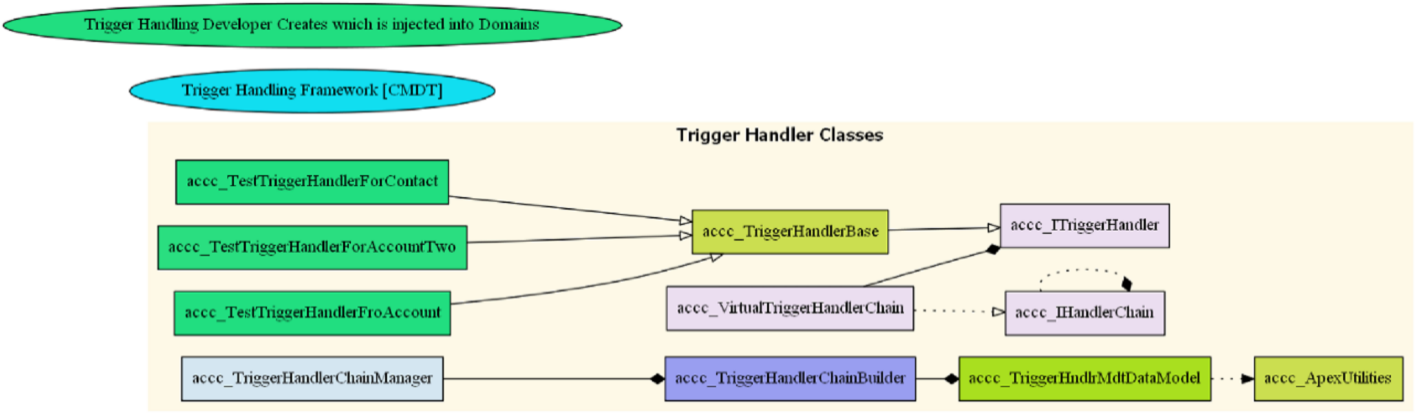 Trigger Handling Developer Creates wnich is injected into Domains
Trigger Handling Framework [CMDT]
Trigger Handler Classes
accc_TestTriggerHandlerForContact
accc_TestTriggerHandlerForAccountTwo
accc_TestTriggerHandlerFroAccount
accc_TriggerHandlerBase
accc_ITriggerHandler
accc_VirtualTriggerHandlerChain
accc_IHandlerChain
accc_TriggerHandlerChainManager
accc_TriggerHandlerChainBuilder
accc_TriggerHndlrMdtDataModel
accc_ApexUtilities